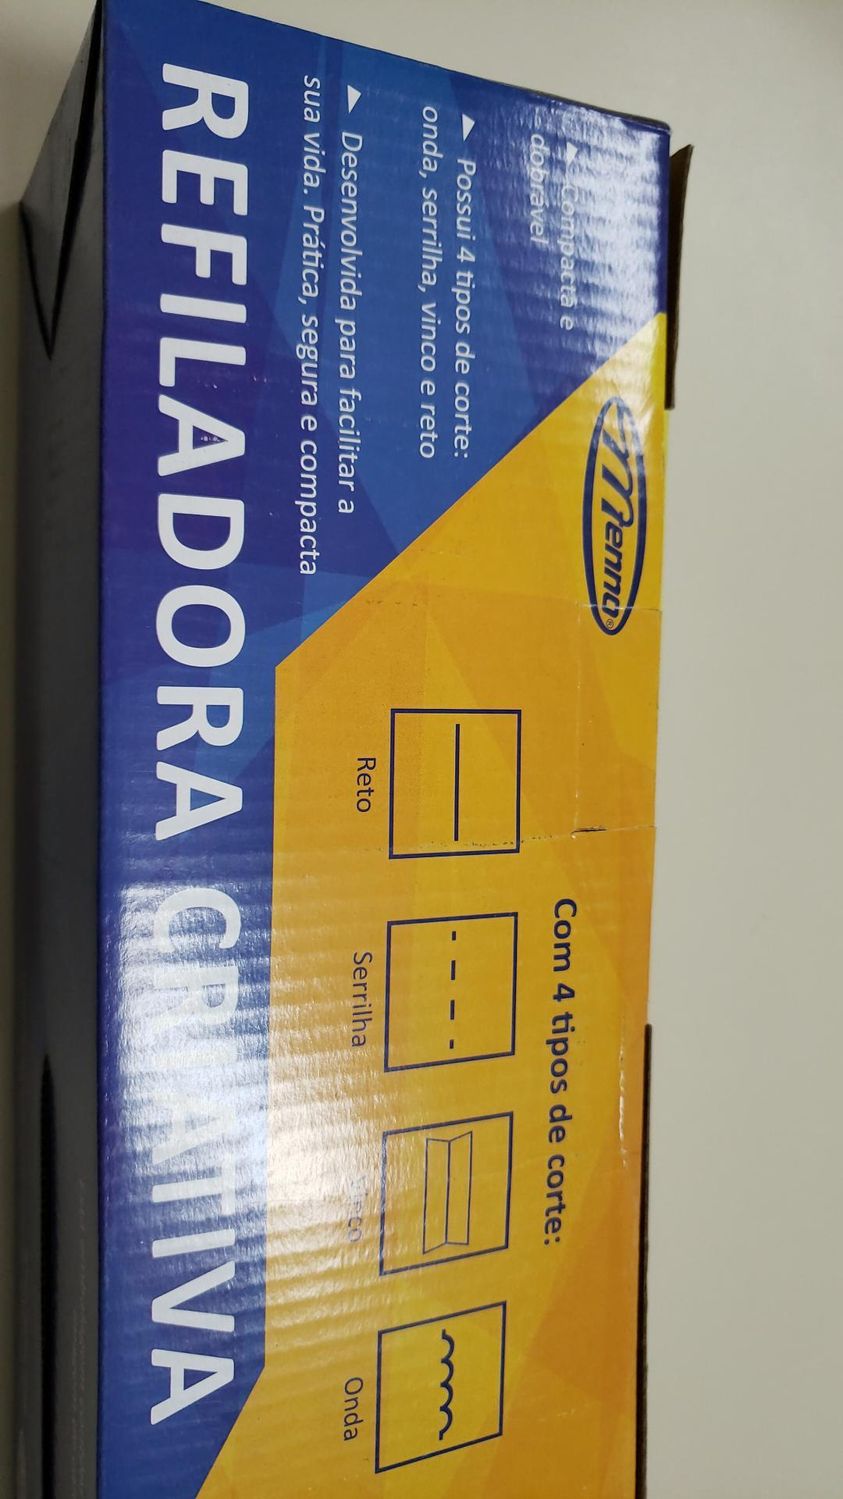 Menno®
▶ Compacta e
dobrável
▶ Possui 4 tipos de corte:
onda, serrilha, vinco e reto
▶ Desenvolvida para facilitar a
sua vida. Prática, segura e compacta
Com 4 tipos de corte:
Reto
Serrilha
Vinco
Onda
REFILADORA CRIATIVA